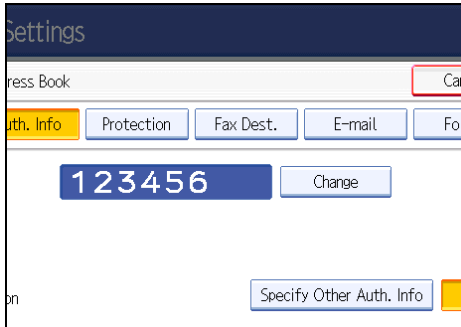 Settings
ress Book Ca
uth. Info Protection Fax Dest. E-mail Fo
123456 Change
on Specify Other Auth. Info